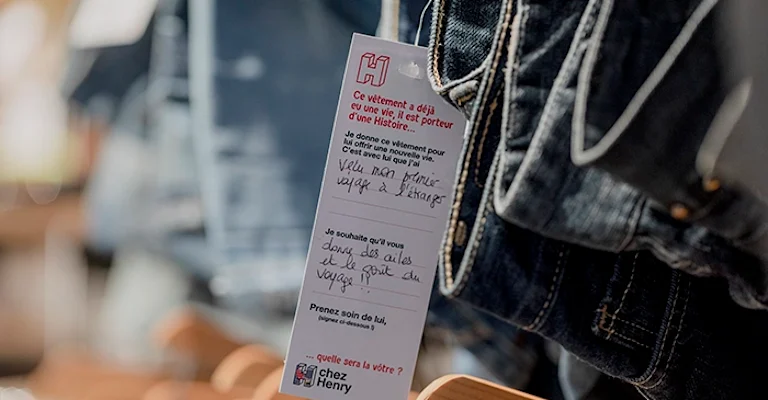 Ce vêtement a déjà
eu une vie, il est porteur
d'une Histoire...
Je donne ce vêtement pour
lui offrir une nouvelle vie.
C'est avec lui que j'ai
vécu mon premier
voyage à l'étranger
Je souhaite qu'il vous
donne des ailes
et le goût du
voyage !!
Prenez soin de lui,
(signez ci-dessous !)
... quelle sera la vôtre ?
chez
Henry